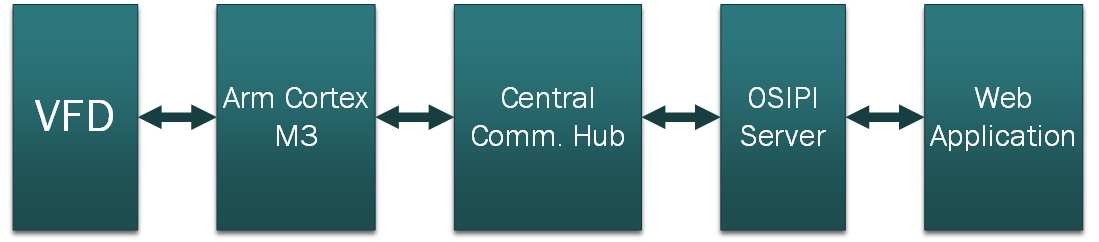 VFD
Arm Cortex
M3
Central
Comm. Hub
OSIPI
Server
Web
Application